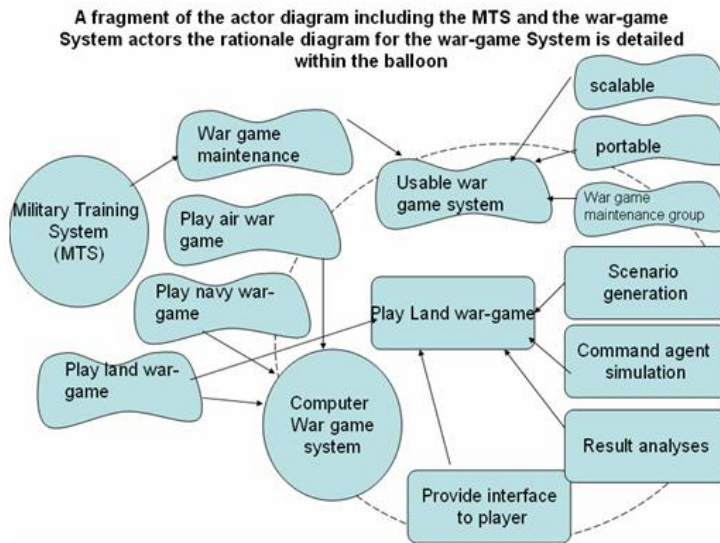 A fragment of the actor diagram including the MTS and the war-game
System actors the rationale diagram for the war-game System is detailed
within the balloon
scalable
War game
maintenance
portable
Usable war
game system
Military Training
System
(MTS)
Play air war
game
War game
maintenance group
Scenario
generation
Play navy war-
game
Play Land war-game
Command agent
simulation
Play land war-
game
Computer
War game
system
Result analyses
Provide interface
to player